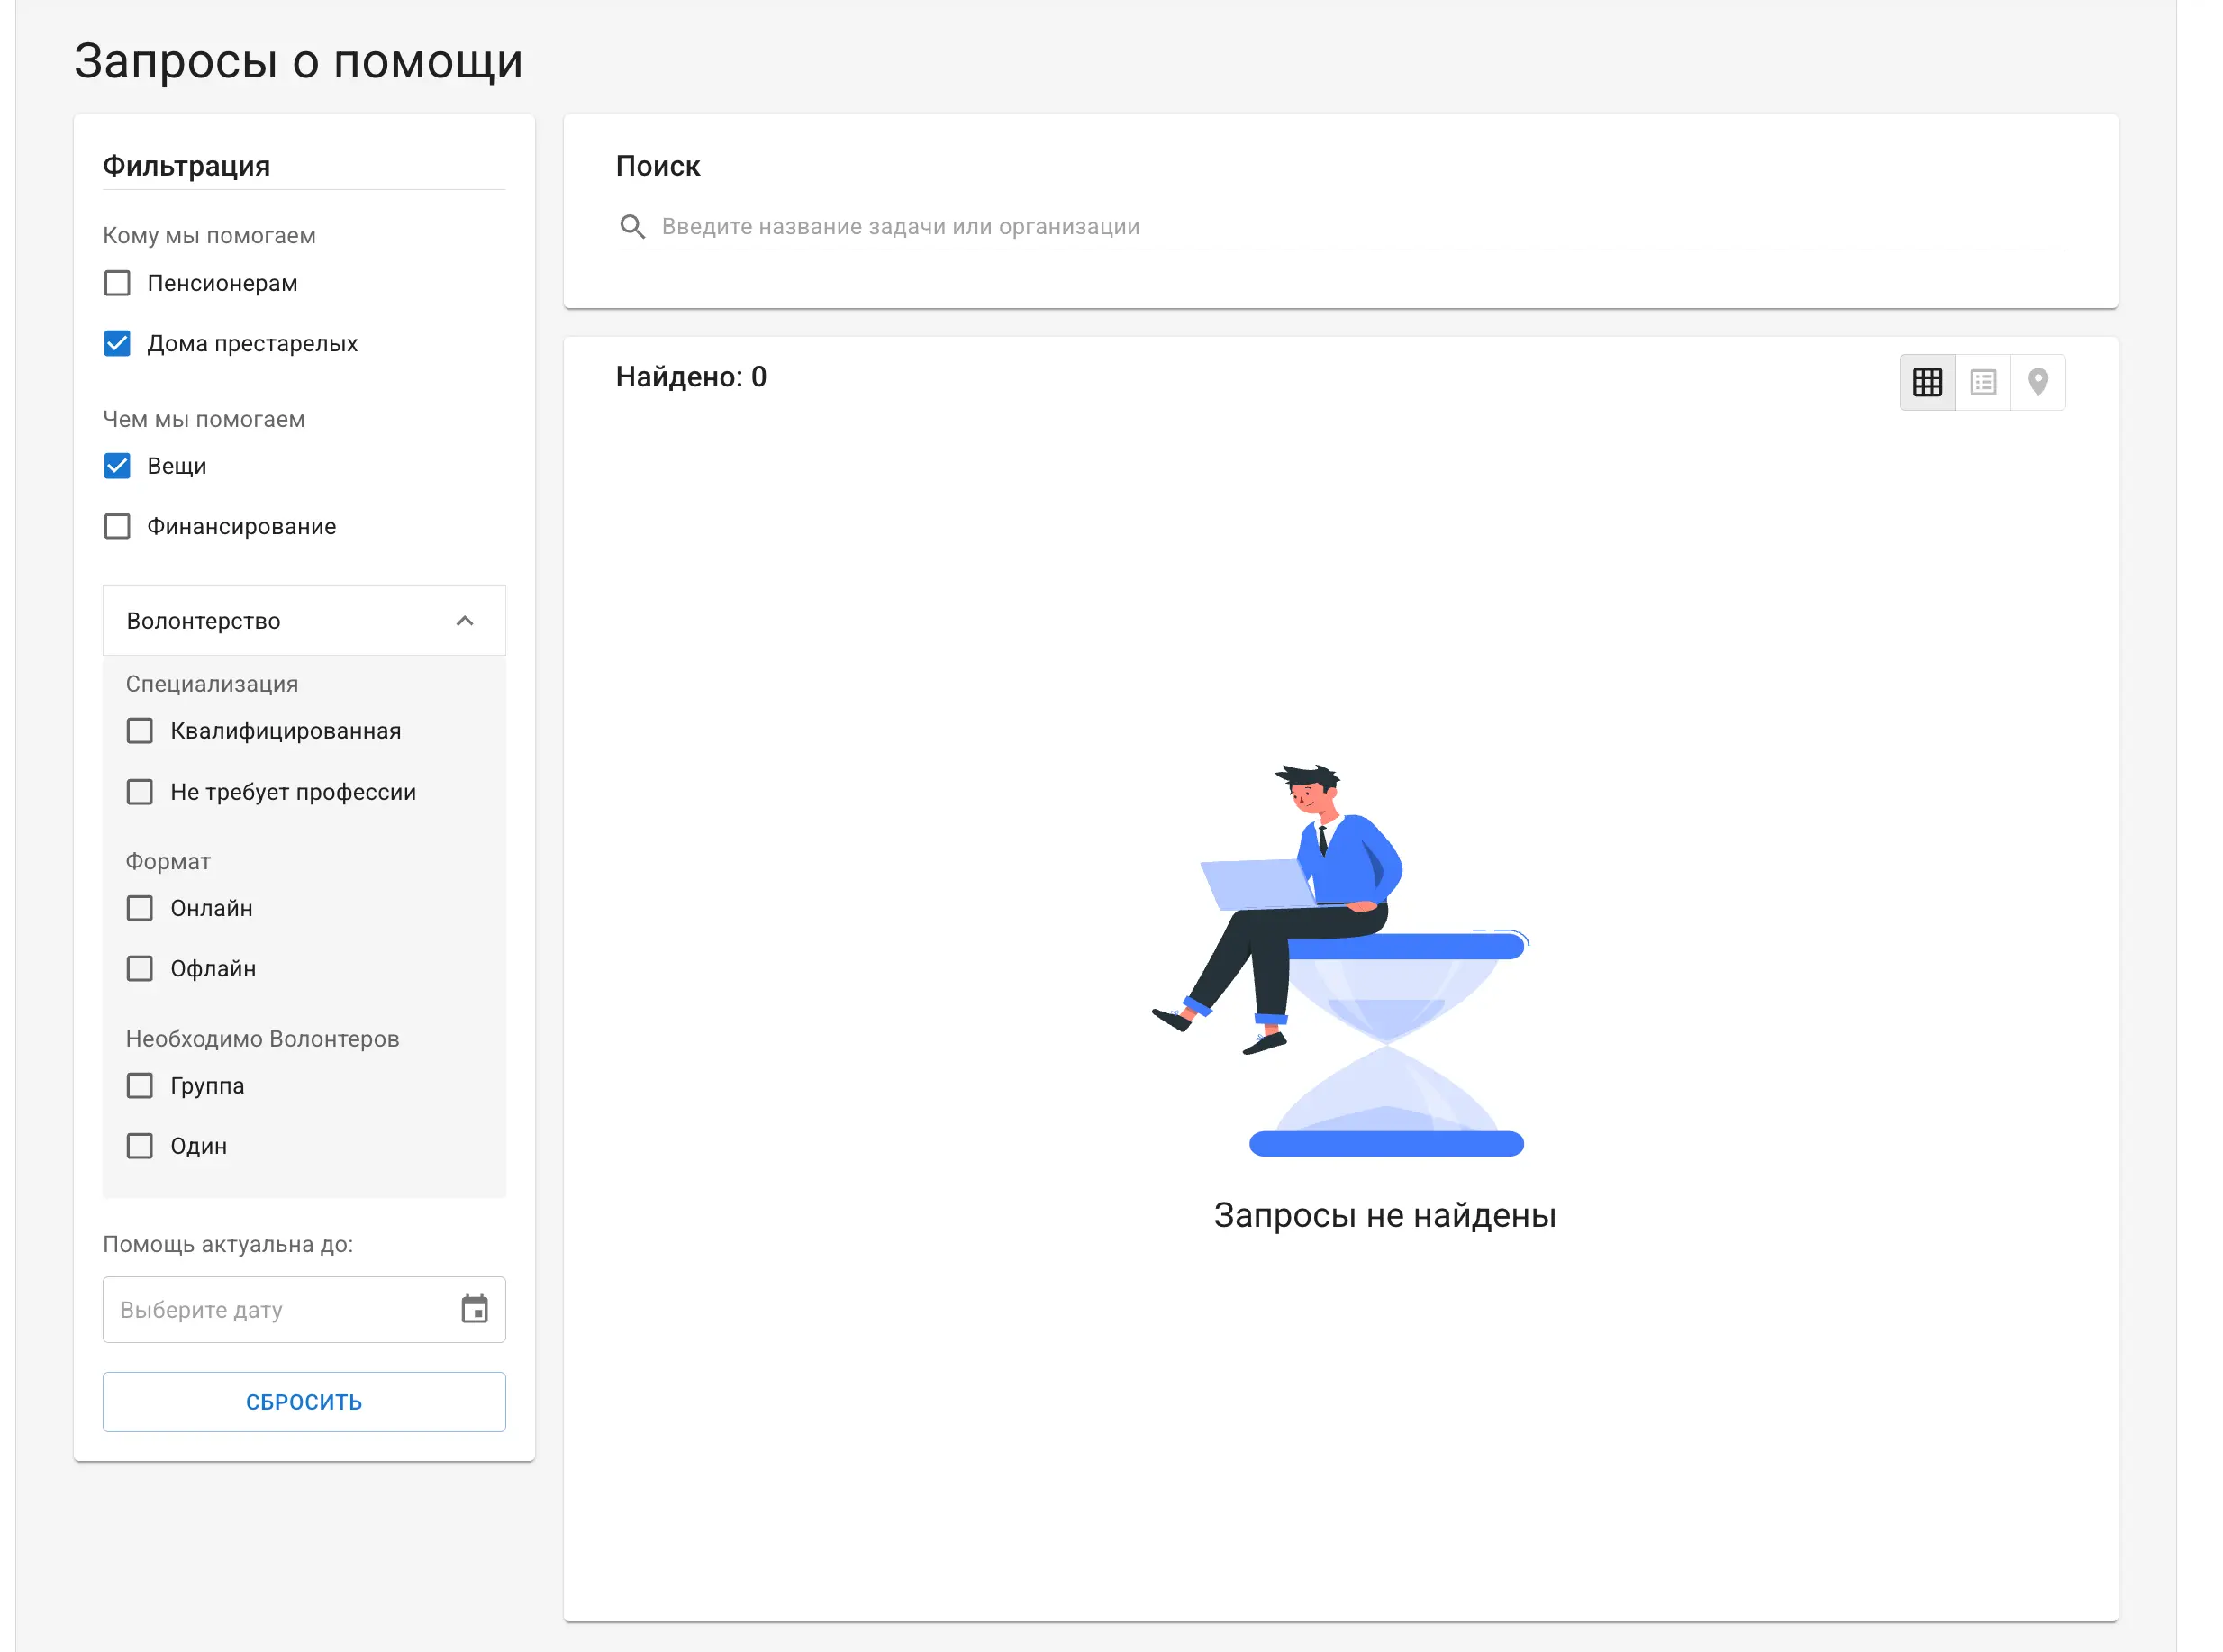 Запросы о помощи
Фильтрация
Кому мы помогаем
Пенсионерам
Дома престарелых
Чем мы помогаем
Вещи
Финансирование
Волонтерство
Специализация
Квалифицированная
Не требует профессии
Формат
Онлайн
Офлайн
Необходимо Волонтеров
Группа
Один
Помощь актуальна до:
Выберите дату
СБРОСИТЬ
Поиск
Введите название задачи или организации
Найдено: 0
Запросы не найдены